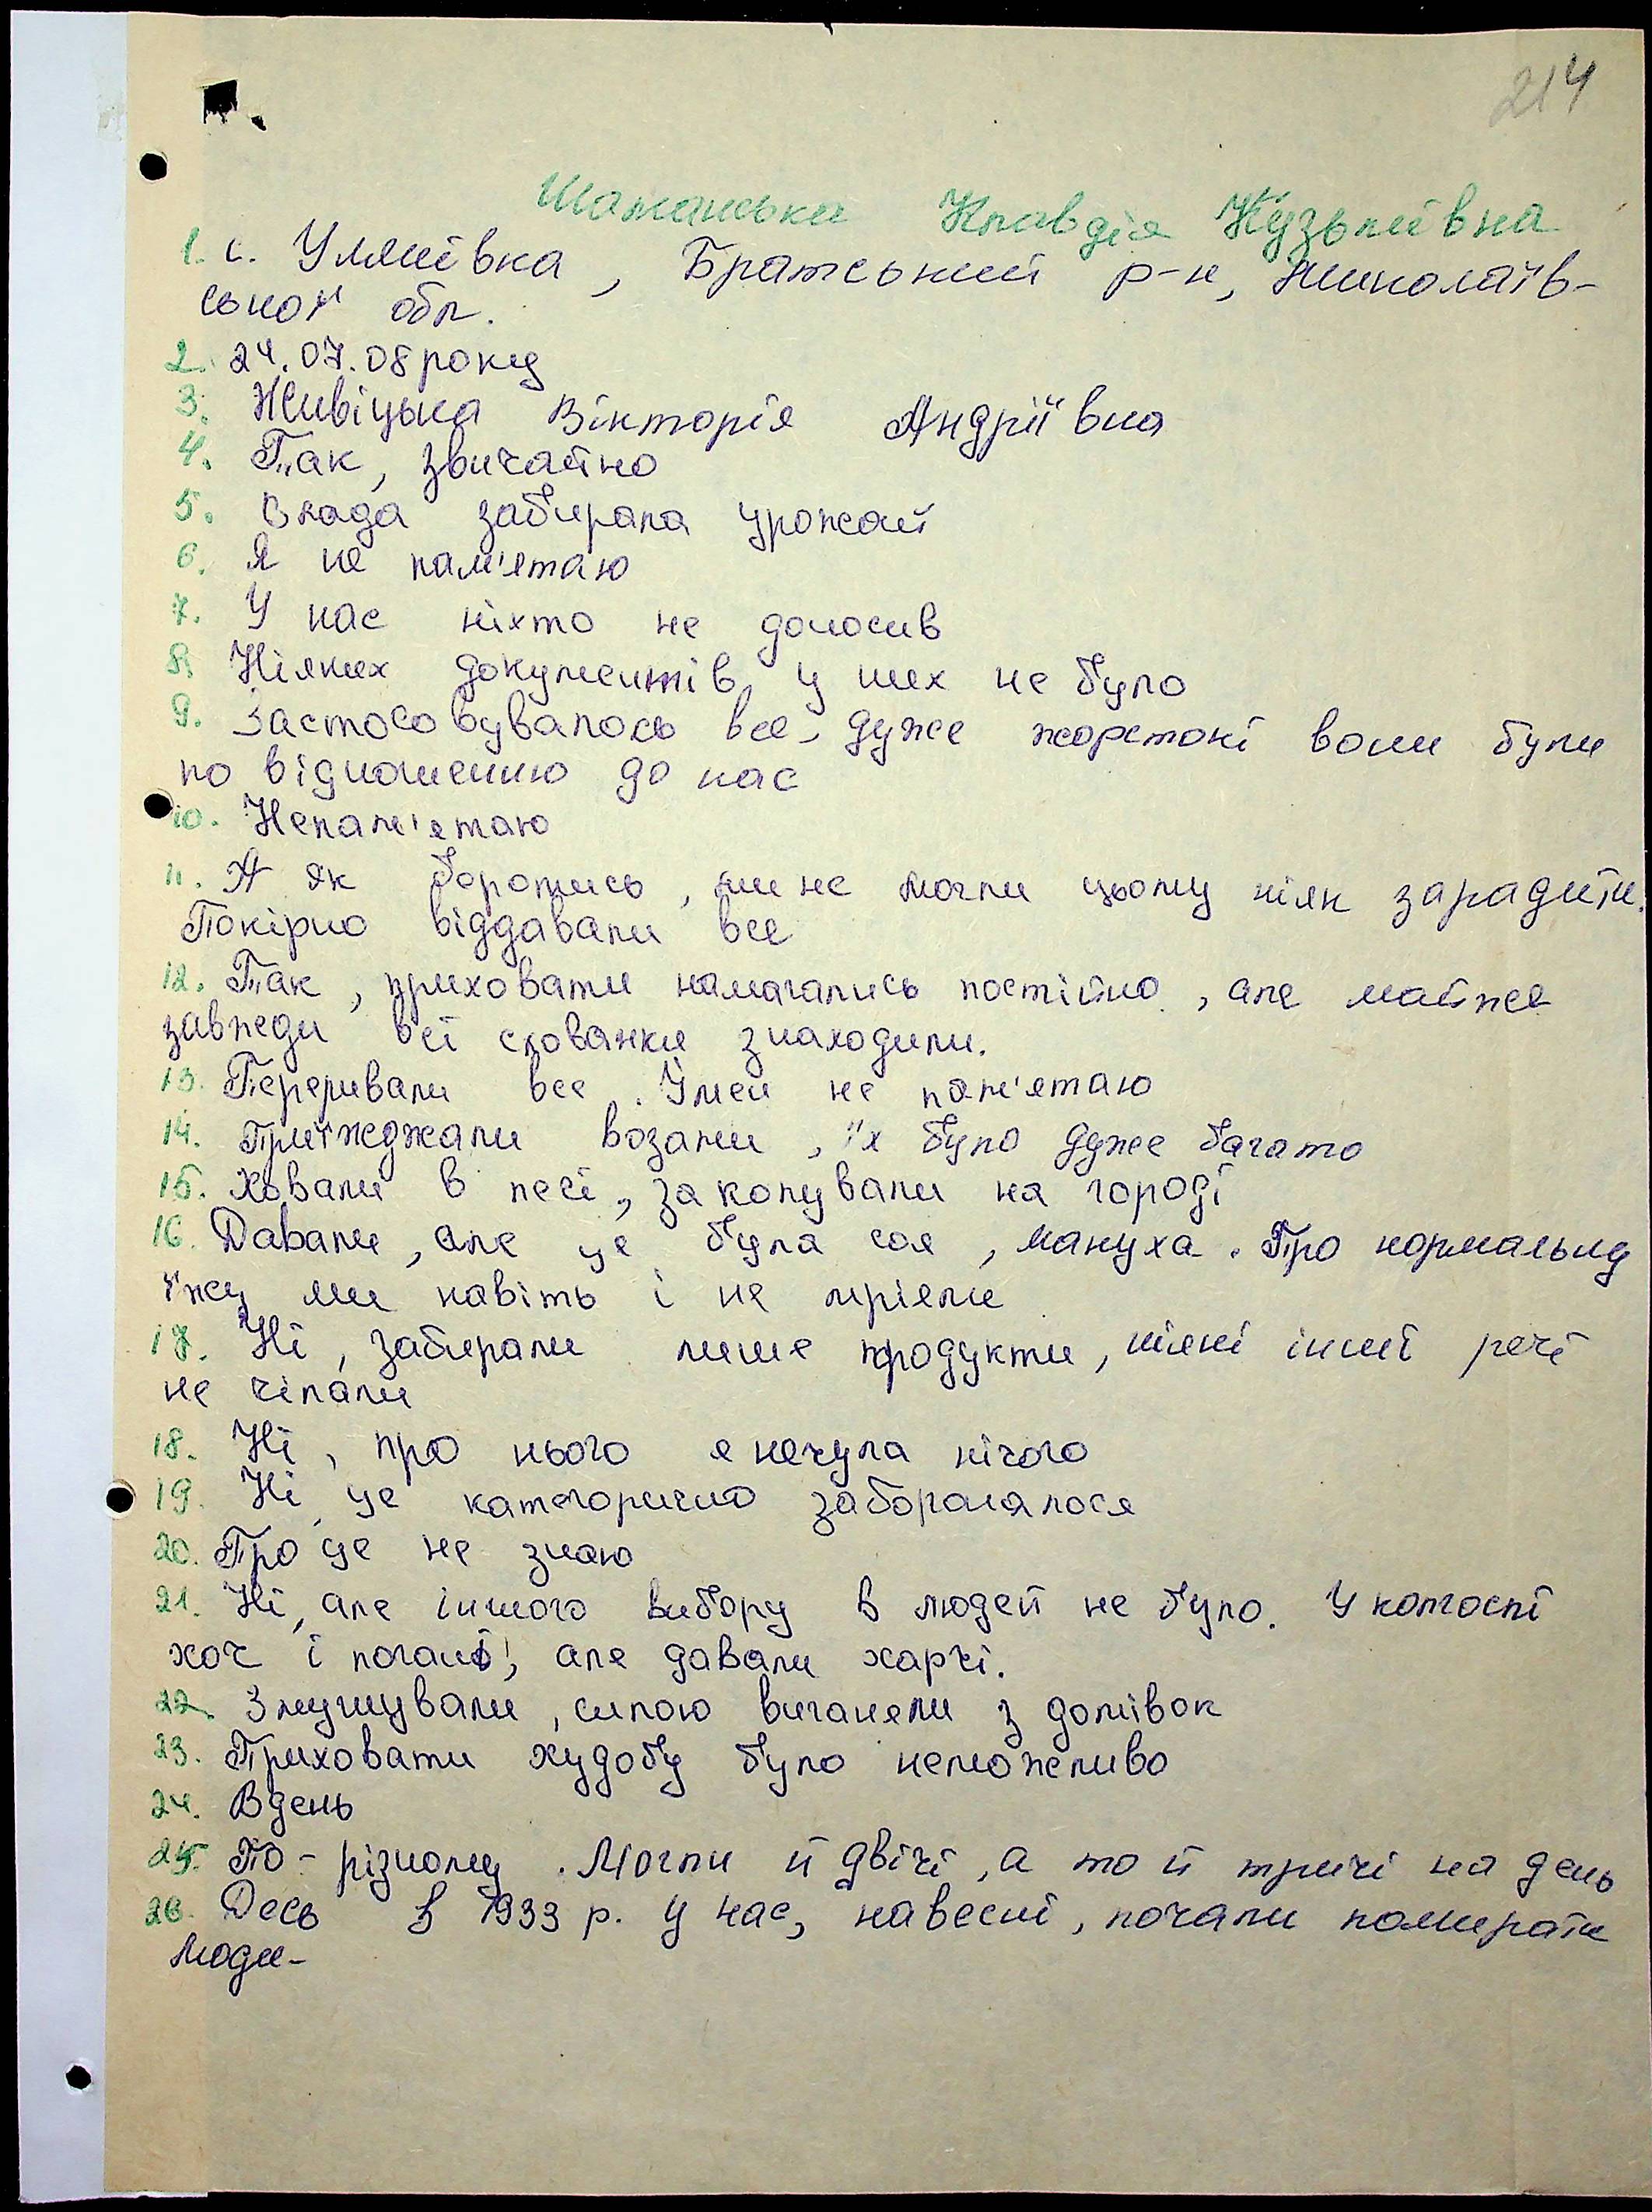 214
Шаманська Клавдія Кузьмівна
1. с. Улянівка, Братський р-н, Миколаїв-
ської обл.
2. 24.07.08 року
3. Живіцька Вікторія Андріївна
4. Так, звичайно
5. Влада забирала урожай
6. Я не пам'ятаю
7. У нас ніхто не доносив
8. Ніяких документів у них не було
9. Застосовувалось все, дуже жорстокі вони були
по відношенню до нас
10. Непам'ятаю
11. А як боротись, ми не могли цьому ніяк зарадити.
Покірно віддавали все
12. Так, приховати намагались постійно, але майже
завжди всі схованки знаходили.
13. Переривали все. Імен не пам'ятаю
14. Приїжджали возами, їх було дуже багато
15. Ховали в лесі, закопували на городі
16. Давали, але це була соя, макуха. Про нормальну
їжу ми навіть і не мріяли
17. Ні, забирали лише продукти, ніякі інші речі
не чіпали
18. Ні, про нього я нечула нічого
19. Ні, це категорично заборонялося
20. Про це не знаю
21. Ні, але іншого вибору в людей не було. У колгоспі
хоч і погані, але давали харчі.
22. Змушували, силою виганяли з домівок
23. Приховати худобу було неможливо
24. Вдень
25. По-різному. Могли й двічі, а то й тричі на день
26. Десь в 1933 р. у нас, навесні, почали помирати
люди-